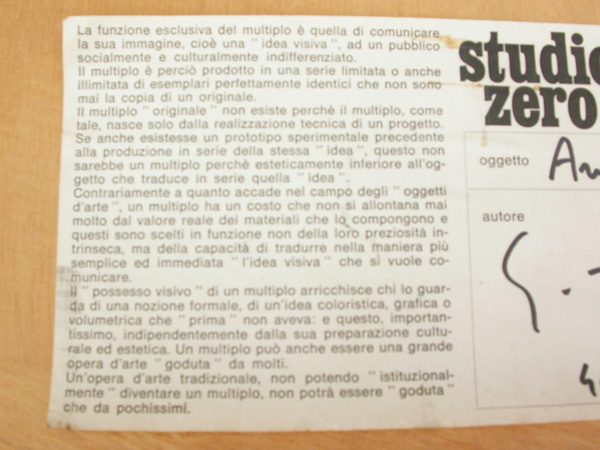 La funzione esclusiva del multiplo è quella di comunicare
la sua immagine, cioè una " idea visiva ", ad un pubblico
socialmente e culturalmente indifferenziato.
Il multiplo è perciò prodotto in una serie limitata o anche
illimitata di esemplari perfettamente identici che non sono
mai la copia di un originale.
Il multiplo " originale " non esiste perchè il multiplo, come
tale, nasce solo dalla realizzazione tecnica di un progetto.
Se anche esistesse un prototipo sperimentale precedente
alla produzione in serie della stessa " idea ", questo non
sarebbe un multiplo perchè esteticamente inferiore all'og-
getto che traduce in serie quella " idea ".
Contrariamente a quanto accade nel campo degli " oggetti
d'arte ", un multiplo ha un costo che non si allontana mai
molto dal valore reale dei materiali che lo compongono e
questi sono scelti in funzione non della loro preziosità in-
trinseca, ma della capacità di tradurre nella maniera più
semplice ed immediata " l'idea visiva " che si vuole co-
municare.
Il " possesso visivo " di un multiplo arricchisce chi lo guar-
da di una nozione formale, di un'idea coloristica, grafica o
volumetrica che " prima " non aveva: e questo, importan-
tissimo, indipendentemente dalla sua preparazione cultu-
rale ed estetica. Un multiplo può anche essere una grande
opera d'arte " goduta " da molti.
Un'opera d'arte tradizionale, non potendo " istituzional-
mente " diventare un multiplo, non potrà essere " goduta "
che da pochissimi.
studio
zero
oggetto
autore